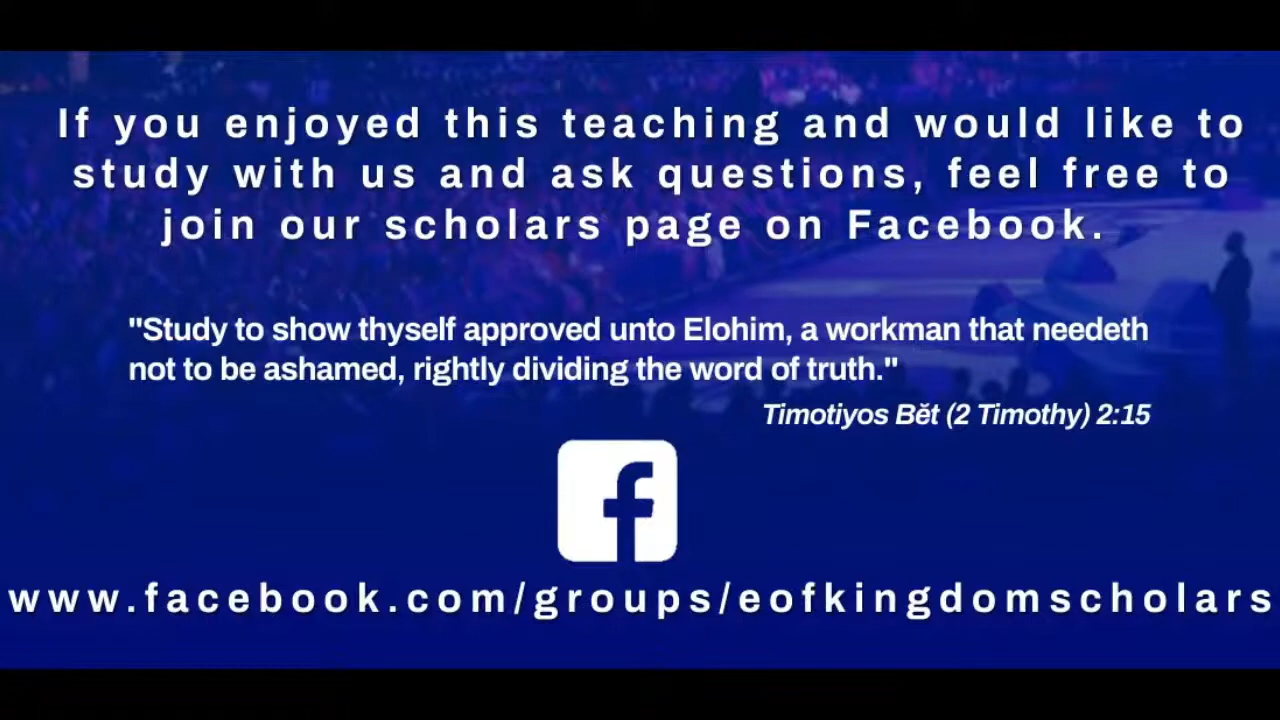 If you enjoyed this teaching and would like to
study with us and ask questions, feel free to
join our scholars page on Facebook.
"Study to show thyself approved unto Elohim, a workman that needeth
not to be ashamed, rightly dividing the word of truth."
Timotiyos Bĕt (2 Timothy) 2:15
www.facebook.com/groups/eofkingdomscholars